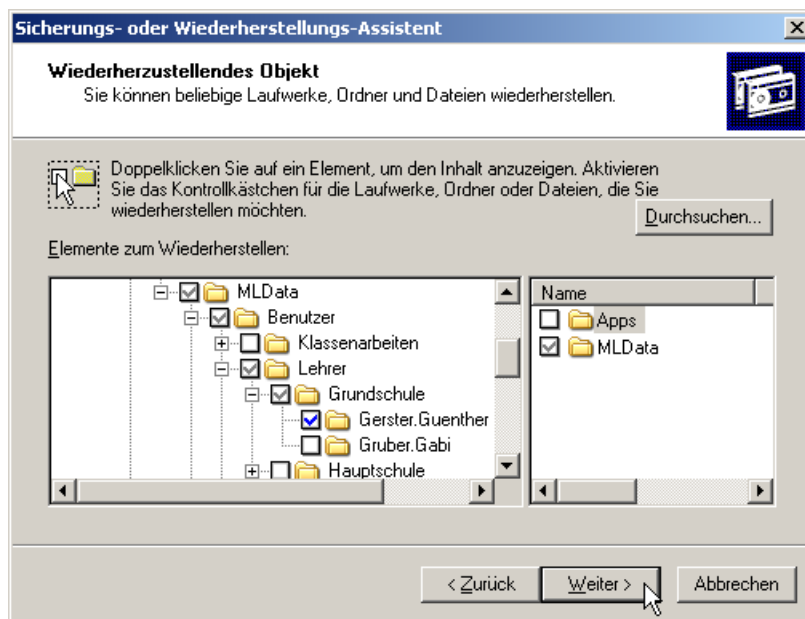 Sicherungs- oder Wiederherstellungs-Assistent
Wiederherzustellendes Objekt
Sie können beliebige Laufwerke, Ordner und Dateien wiederherstellen.
Doppelklicken Sie auf ein Element, um den Inhalt anzuzeigen. Aktivieren
Sie das Kontrollkästchen für die Laufwerke, Ordner oder Dateien, die Sie
wiederherstellen möchten.
Durchsuchen...
Elemente zum Wiederherstellen:
MLData
Benutzer
Klassenarbeiten
Lehrer
Grundschule
Gerster.Guenther
Gruber.Gabi
Hauptschule
Name
Apps
MLData
< Zurück
Weiter >
Abbrechen